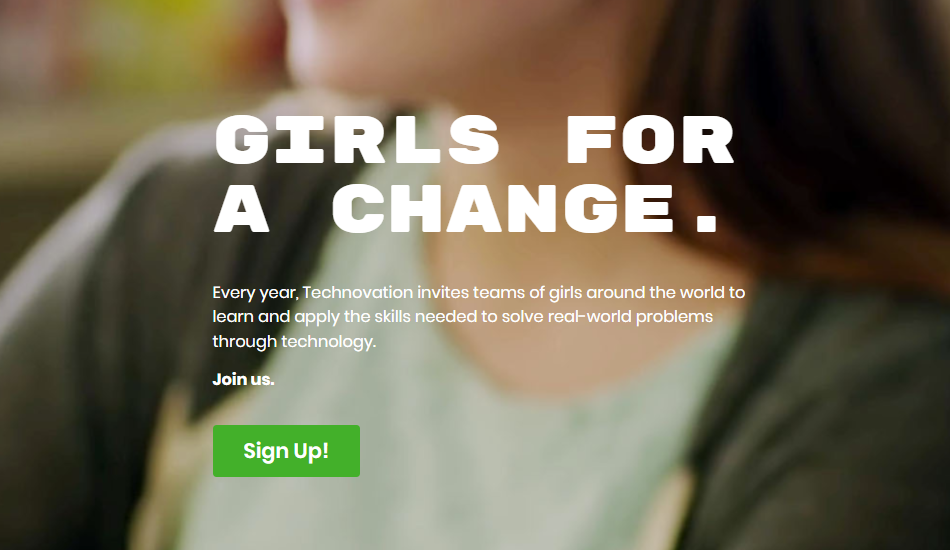 GIRLS FOR
A CHANGE.
Every year, Technovation invites teams of girls around the world to
learn and apply the skills needed to solve real-world problems
through technology.
Join us.
Sign Up!